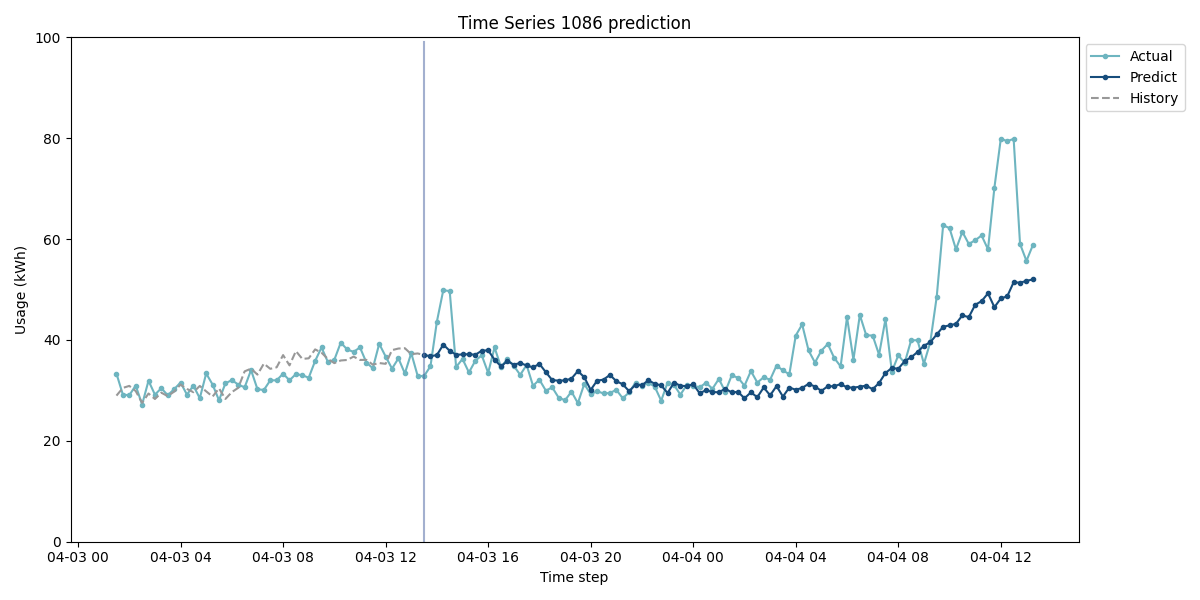 Time Series 1086 prediction
100
80
60
40
20
0
Usage (kWh)
04-03 00
04-03 04
04-03 08
04-03 12
04-03 16
04-03 20
04-04 00
04-04 04
04-04 08
04-04 12
Time step
Actual
Predict
History